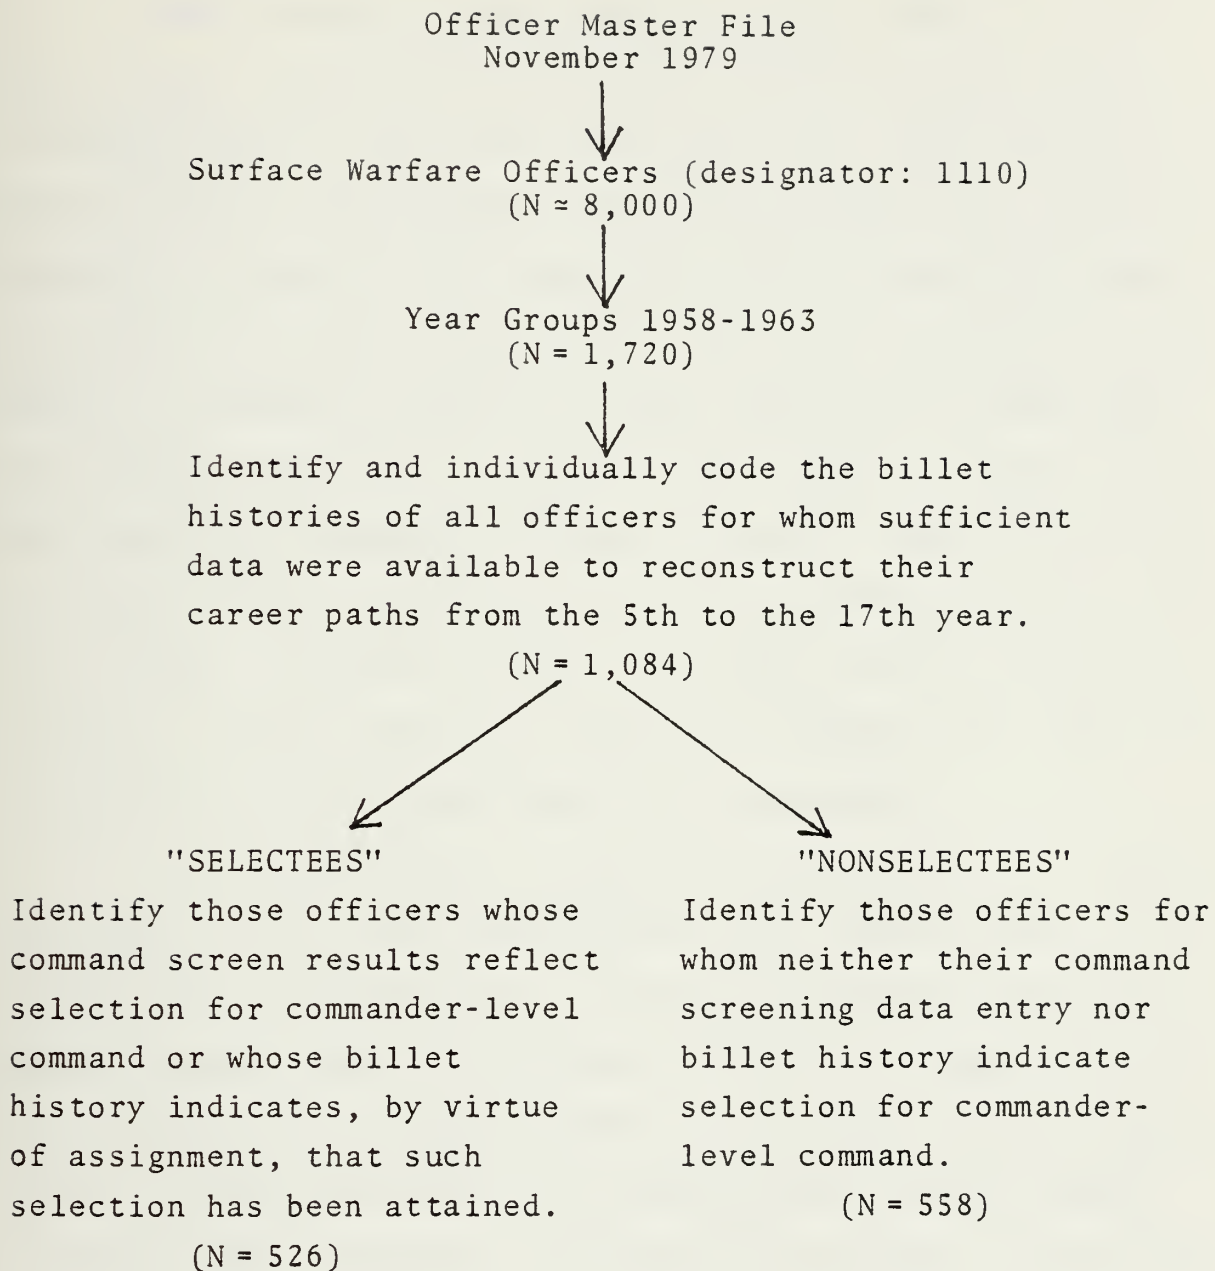 Officer Master File
November 1979
Surface Warfare Officers (designator: 1110)
(N ≃ 8,000)
Year Groups 1958-1963
(N = 1,720)
Identify and individually code the billet
histories of all officers for whom sufficient
data were available to reconstruct their
career paths from the 5th to the 17th year.
(N = 1,084)
"SELECTEES"
Identify those officers whose
command screen results reflect
selection for commander-level
command or whose billet
history indicates, by virtue
of assignment, that such
selection has been attained.
(N = 526)
"NONSELECTEES"
Identify those officers for
whom neither their command
screening data entry nor
billet history indicate
selection for commander-
level command.
(N = 558)